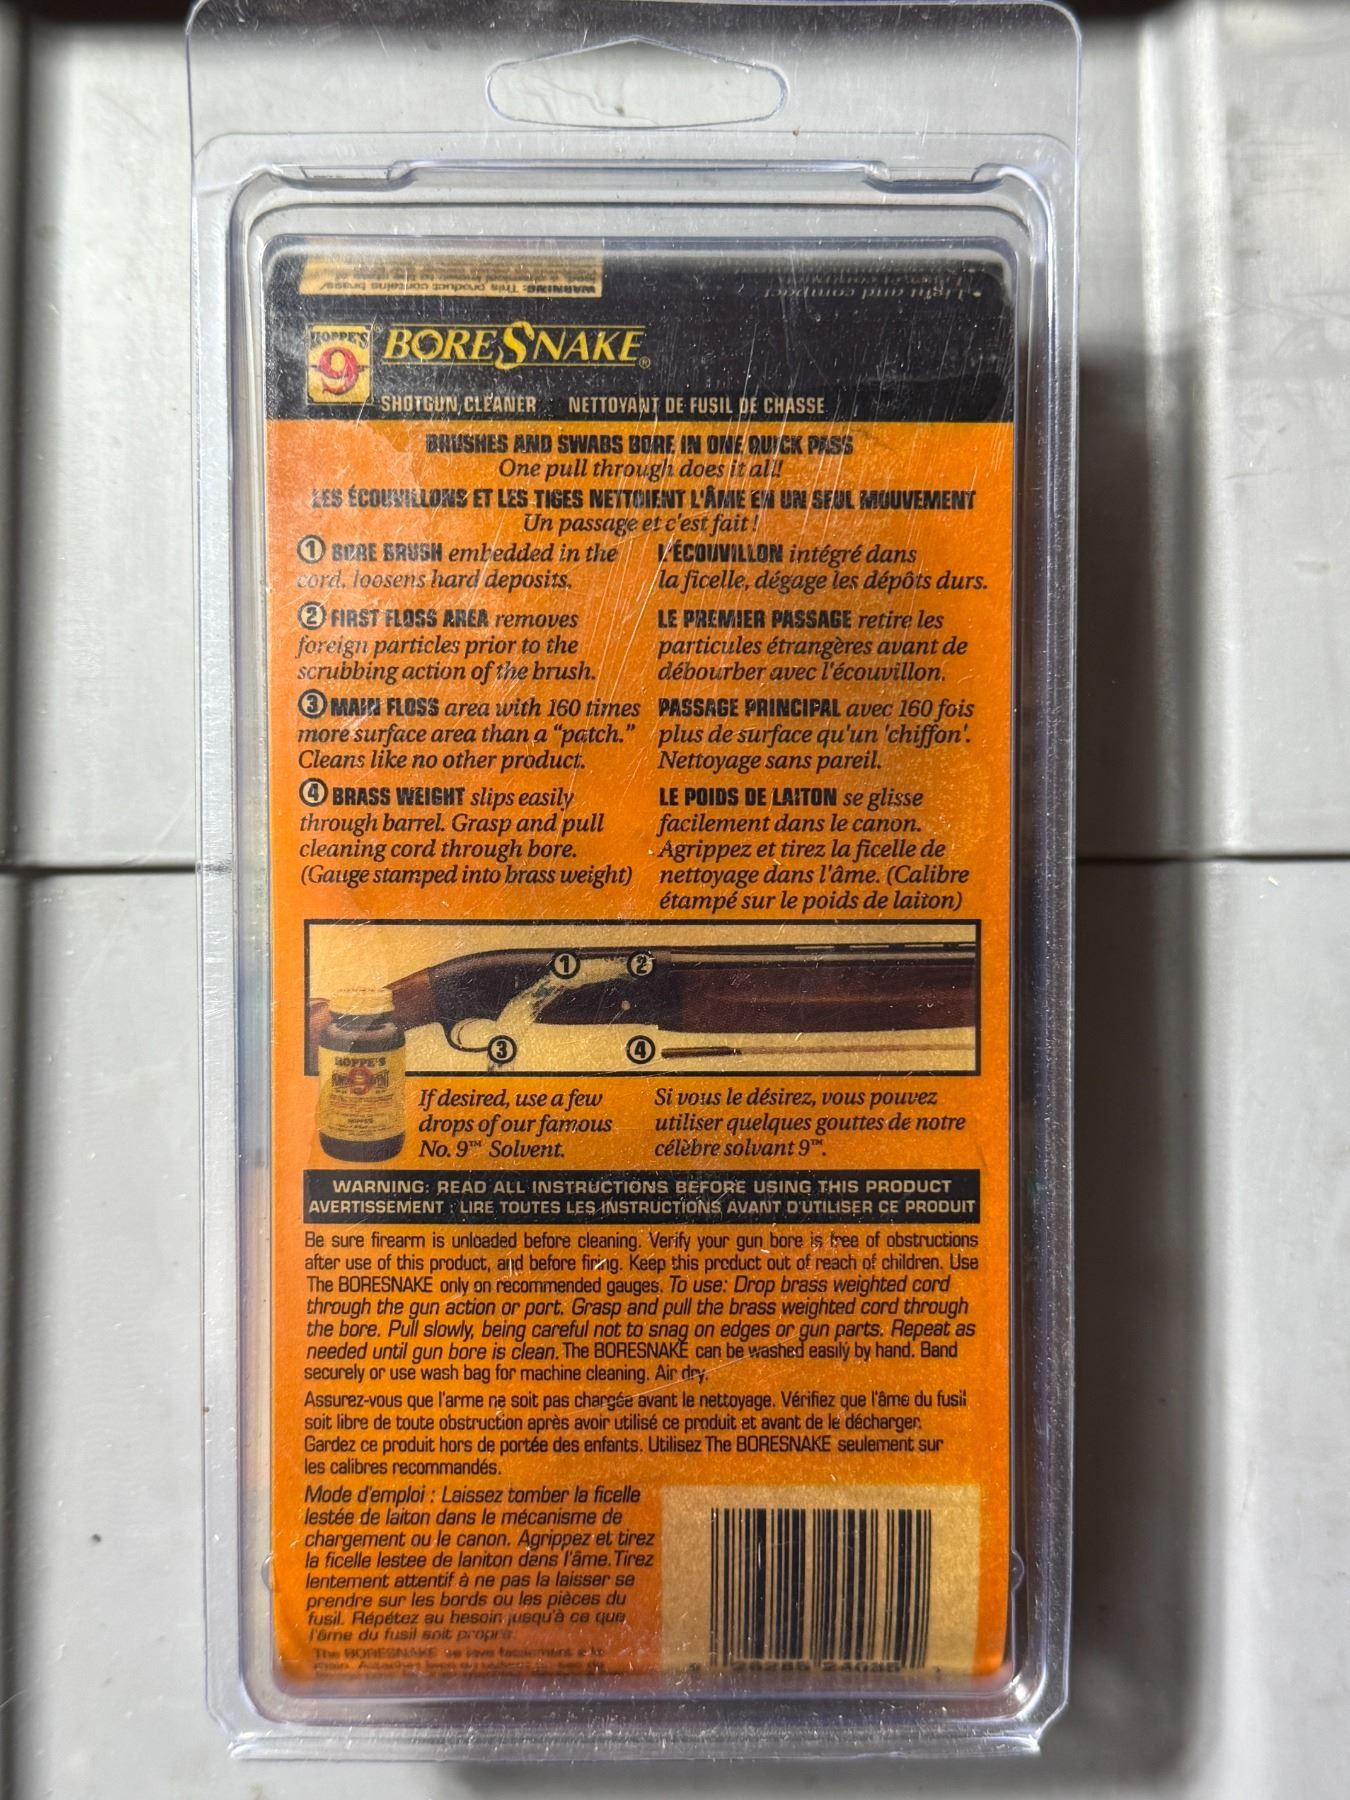 WARNING: This product contains brass,
• Light and compact
HOPPE'S 9 ® BORESNAKE®
SHOTGUN CLEANER NETTOYANT DE FUSIL DE CHASSE
BRUSHES AND SWABS BORE IN ONE QUICK PASS
One pull through does it all!
LES ÉCOUVILLONS ET LES TIGES NETTOIENT L'ÂME EN UN SEUL MOUVEMENT
Un passage et c'est fait !
① BORE BRUSH embedded in the
cord, loosens hard deposits.
L'ÉCOUVILLON intégré dans
la ficelle, dégage les dépôts durs.
② FIRST FLOSS AREA removes
foreign particles prior to the
scrubbing action of the brush.
LE PREMIER PASSAGE retire les
particules étrangères avant de
débourber avec l'écouvillon.
③ MAIN FLOSS area with 160 times
more surface area than a “patch.”
Cleans like no other product.
PASSAGE PRINCIPAL avec 160 fois
plus de surface qu'un 'chiffon'.
Nettoyage sans pareil.
④ BRASS WEIGHT slips easily
through barrel. Grasp and pull
cleaning cord through bore.
(Gauge stamped into brass weight)
LE POIDS DE LAITON se glisse
facilement dans le canon.
Agrippez et tirez la ficelle de
nettoyage dans l'âme. (Calibre
étampé sur le poids de laiton)
① ②
③ ④
HOPPE'S
9
If desired, use a few
drops of our famous
No. 9™ Solvent.
Si vous le désirez, vous pouvez
utiliser quelques gouttes de notre
célèbre solvant 9™.
WARNING: READ ALL INSTRUCTIONS BEFORE USING THIS PRODUCT
AVERTISSEMENT : LIRE TOUTES LES INSTRUCTIONS AVANT D'UTILISER CE PRODUIT
Be sure firearm is unloaded before cleaning. Verify your gun bore is free of obstructions
after use of this product, and before firing. Keep this product out of reach of children. Use
The BORESNAKE only on recommended gauges. To use: Drop brass weighted cord
through the gun action or port. Grasp and pull the brass weighted cord through
the bore. Pull slowly, being careful not to snag on edges or gun parts. Repeat as
needed until gun bore is clean. The BORESNAKE can be washed easily by hand. Band
securely or use wash bag for machine cleaning. Air dry.
Assurez-vous que l'arme ne soit pas chargée avant le nettoyage. Vérifiez que l'âme du fusil
soit libre de toute obstruction après avoir utilisé ce produit et avant de le décharger.
Gardez ce produit hors de portée des enfants. Utilisez The BORESNAKE seulement sur
les calibres recommandés.
Mode d'emploi : Laissez tomber la ficelle
lestée de laiton dans le mécanisme de
chargement ou le canon. Agrippez et tirez
la ficelle lestee de laniton dans l'âme. Tirez
lentement attentif à ne pas la laisser se
prendre sur les bords ou les pièces du
fusil. Répétez au besoin jusqu'à ce que
l'âme du fusil soit propre.
The BORESNAKE se lave facilement à la
main.